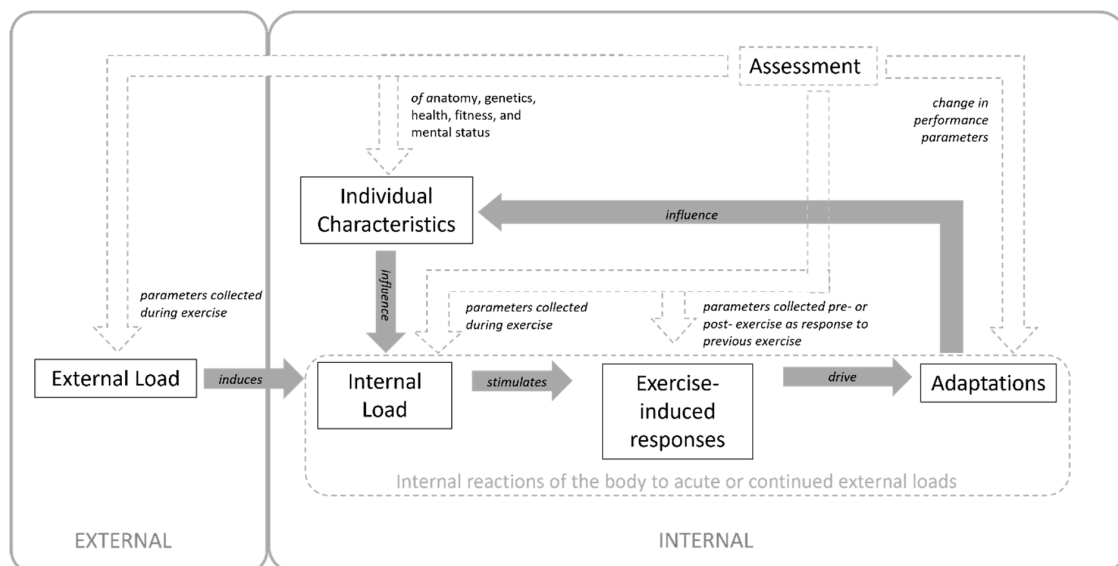 Assessment
of anatomy, genetics,
health, fitness, and
mental status
change in
performance
parameters
Individual
Characteristics
influence
influence
parameters collected
during exercise
parameters collected
during exercise
parameters collected pre- or
post- exercise as response to
previous exercise
External Load
induces
Internal
Load
stimulates
Exercise-
induced
responses
drive
Adaptations
Internal reactions of the body to acute or continued external loads
EXTERNAL
INTERNAL